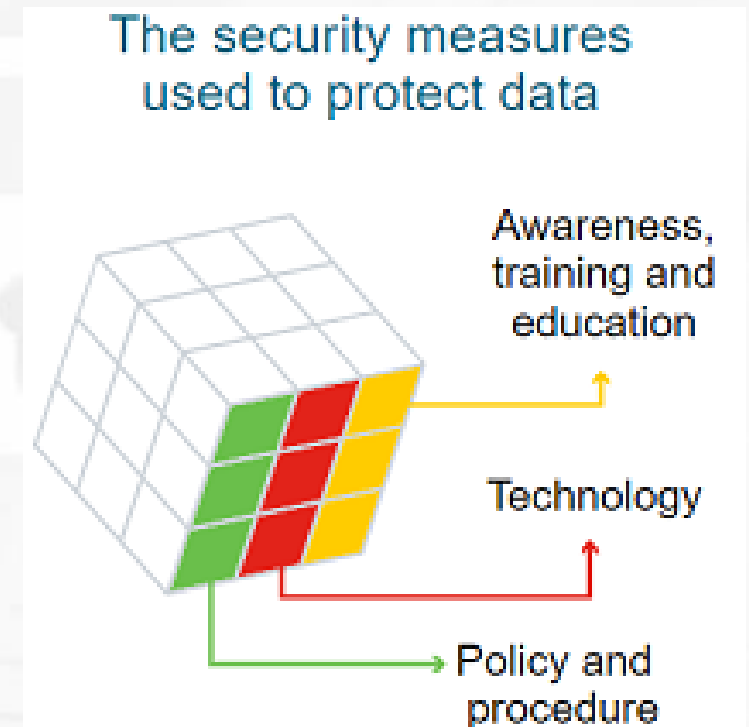 The security measures
used to protect data
Awareness,
training and
education
Technology
Policy and
procedure